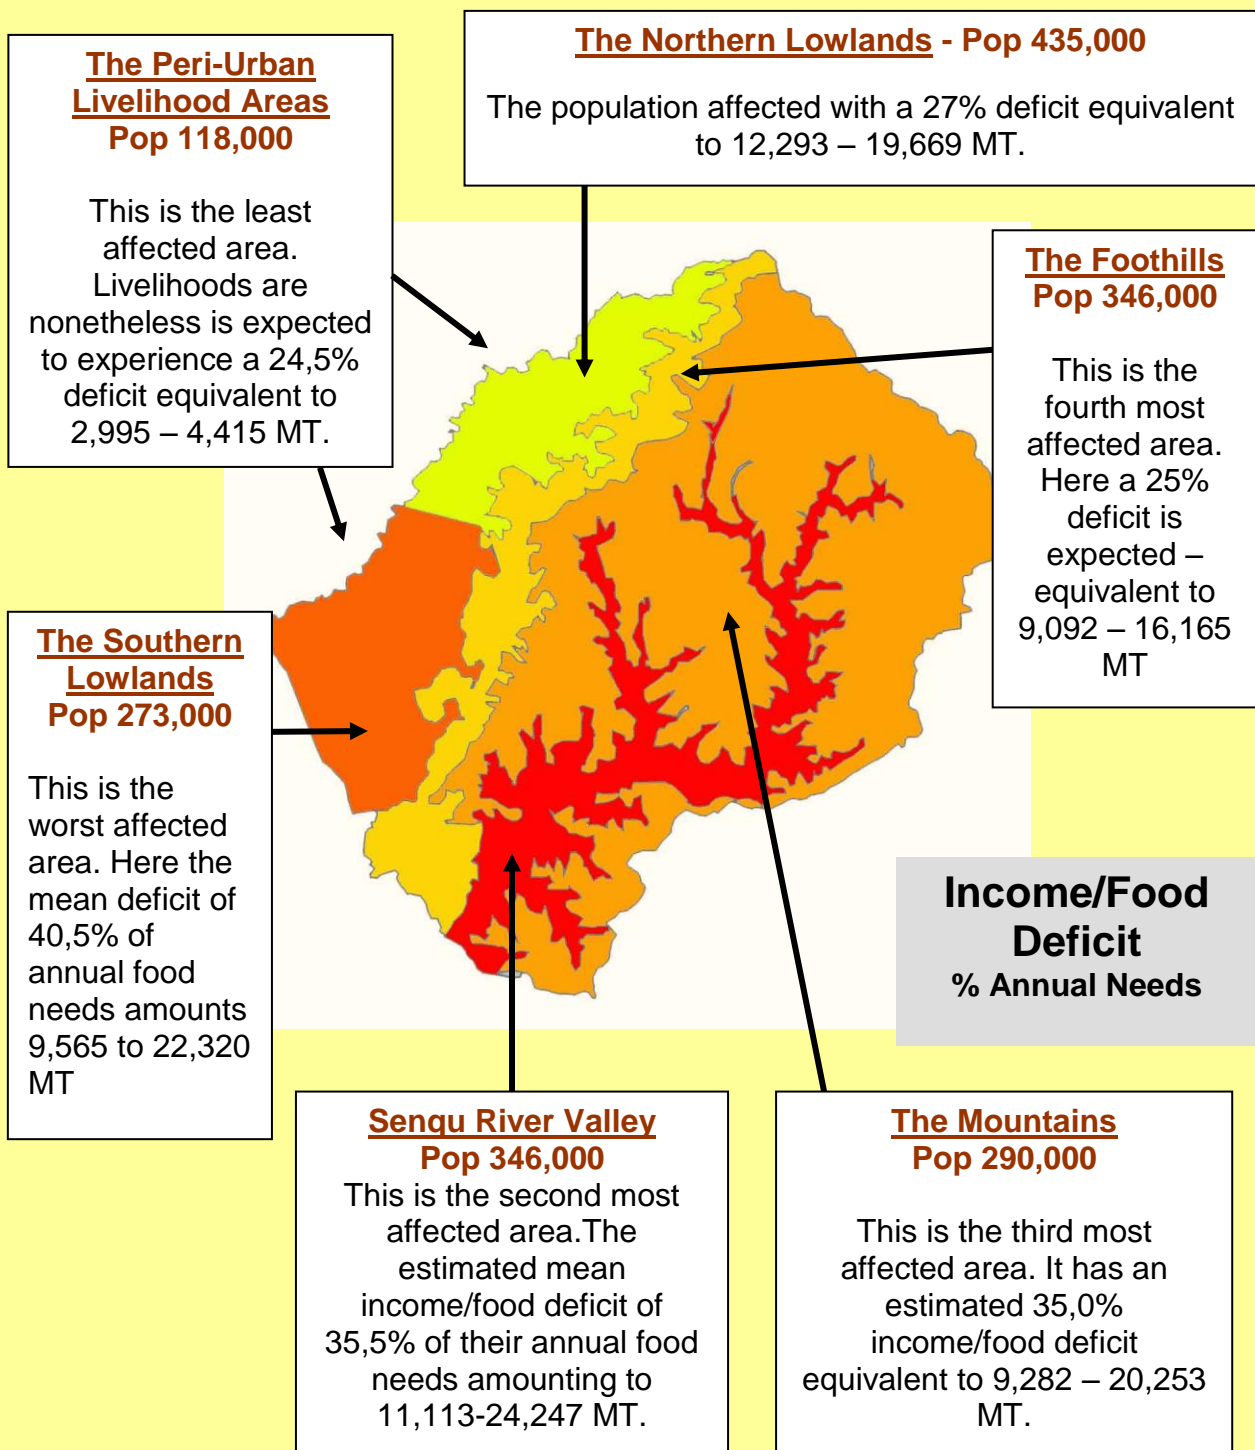 The Peri-Urban
Livelihood Areas
Pop 118,000
This is the least
affected area.
Livelihoods are
nonetheless is expected
to experience a 24,5%
deficit equivalent to
2,995 – 4,415 MT.
The Northern Lowlands - Pop 435,000
The population affected with a 27% deficit equivalent
to 12,293 – 19,669 MT.
The Foothills
Pop 346,000
This is the
fourth most
affected area.
Here a 25%
deficit is
expected –
equivalent to
9,092 – 16,165
MT
The Southern
Lowlands
Pop 273,000
This is the
worst affected
area. Here the
mean deficit of
40,5% of
annual food
needs amounts
9,565 to 22,320
MT
Income/Food
Deficit
% Annual Needs
Senqu River Valley
Pop 346,000
This is the second most
affected area.The
estimated mean
income/food deficit of
35,5% of their annual food
needs amounting to
11,113-24,247 MT.
The Mountains
Pop 290,000
This is the third most
affected area. It has an
estimated 35,0%
income/food deficit
equivalent to 9,282 – 20,253
MT.